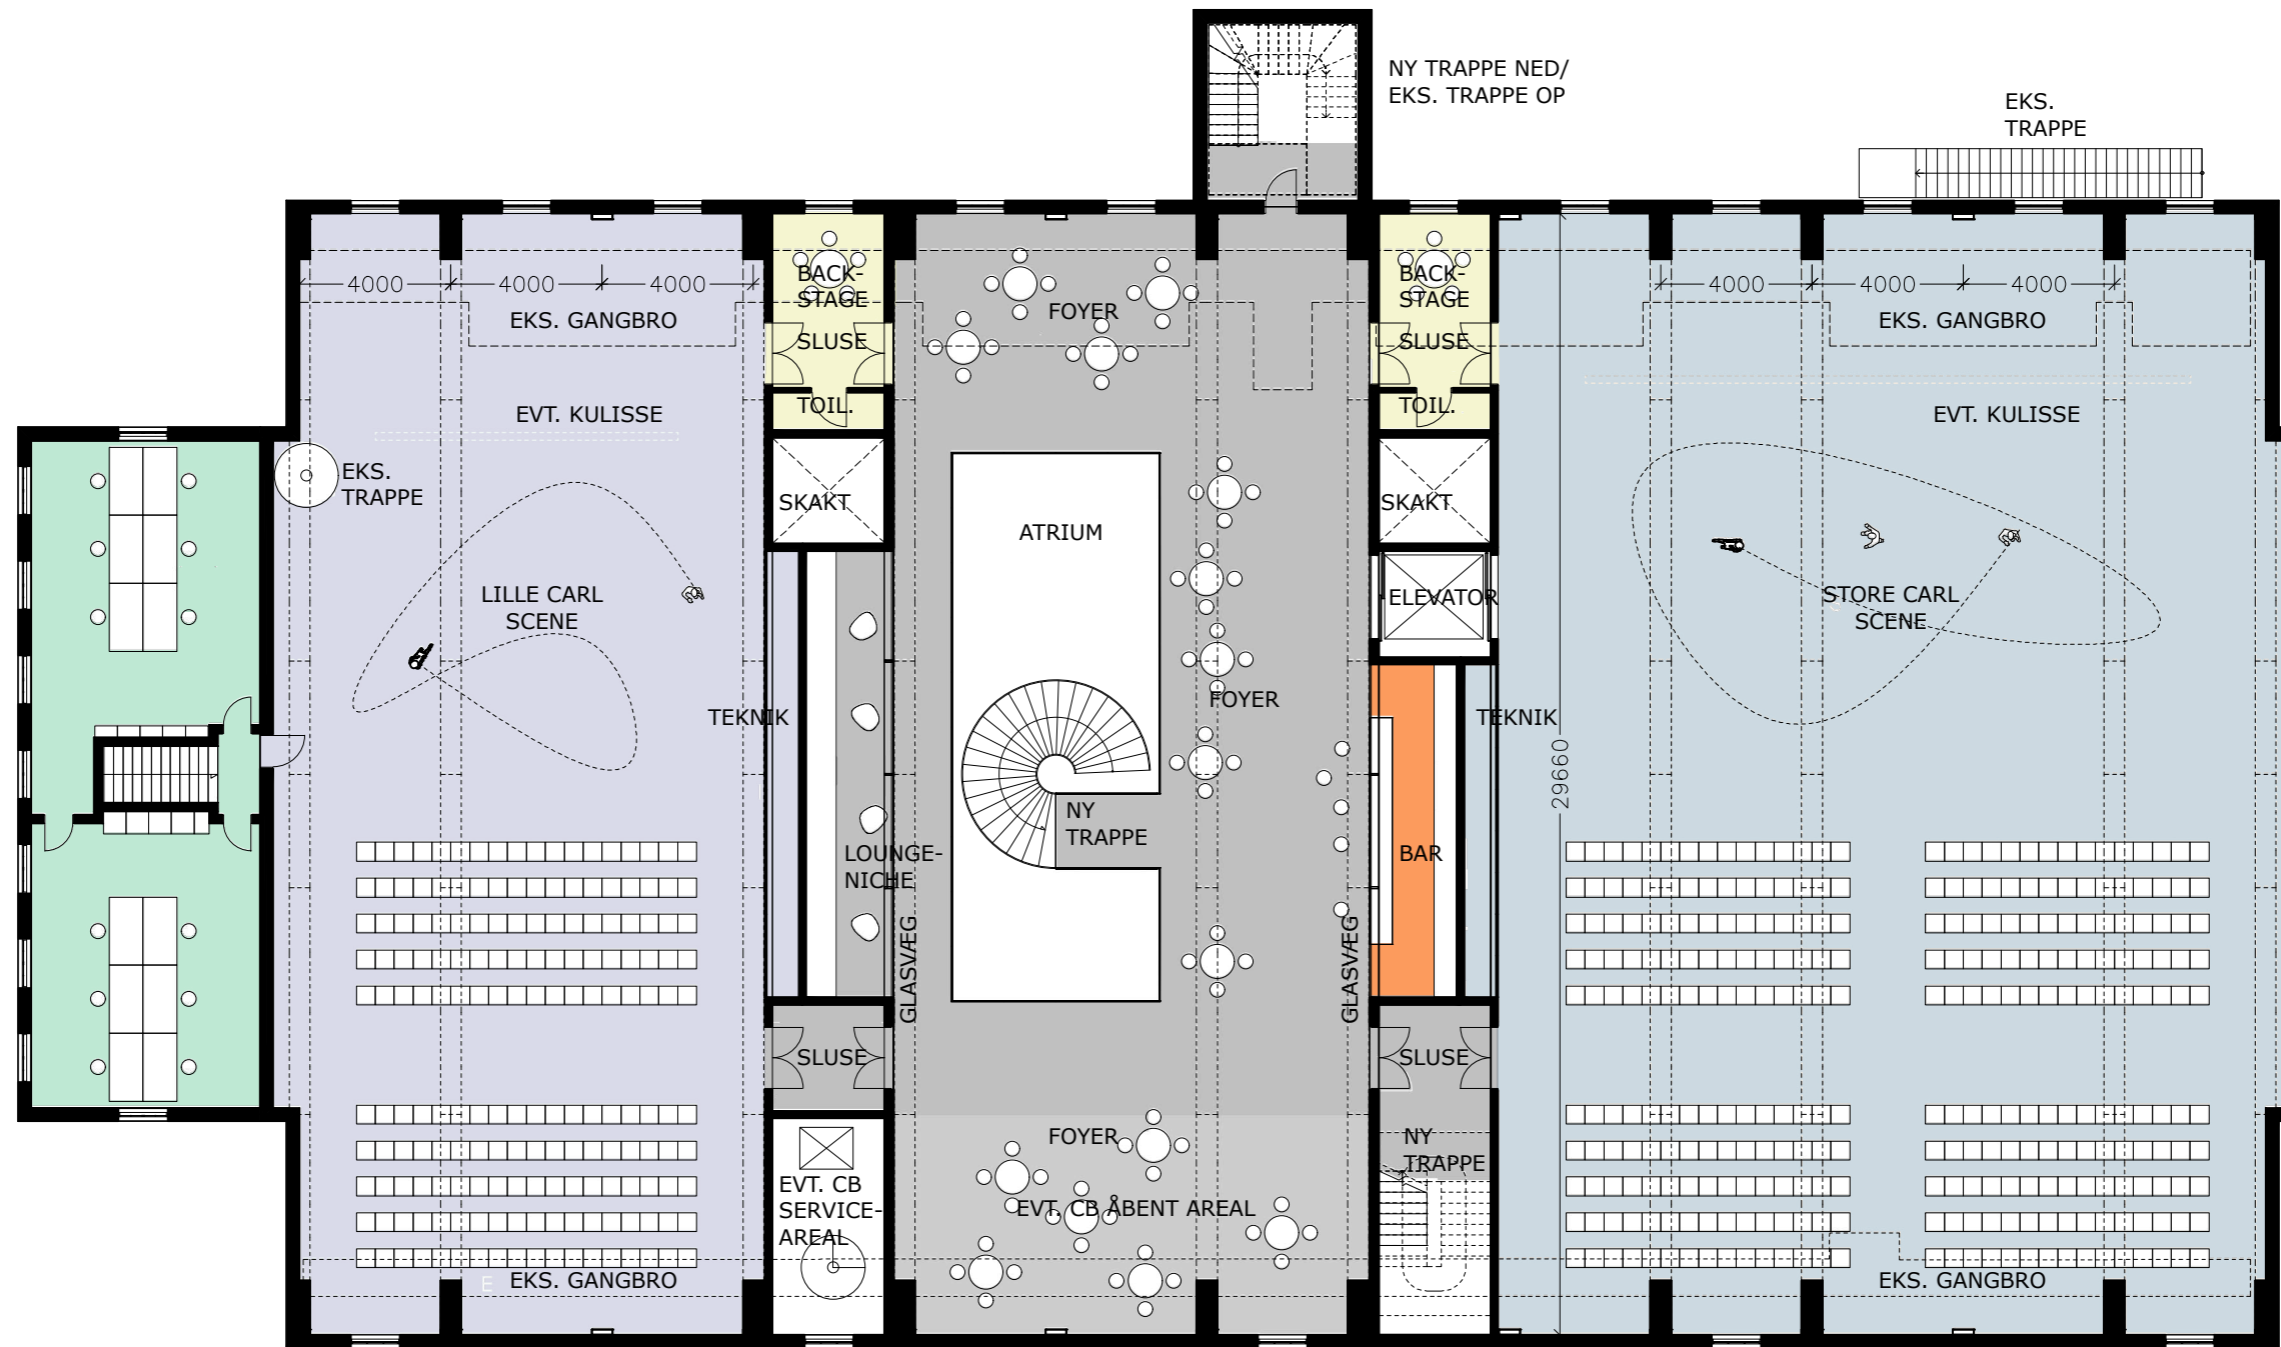 NY TRAPPE NED/
EKS. TRAPPE OP
EKS.
TRAPPE
4000
4000
4000
EKS. GANGBRO
BACK-
STAGE
SLUSE
TOIL.
FOYER
BACK-
STAGE
SLUSE
TOIL.
4000
4000
4000
EKS. GANGBRO
EVT. KULISSE
EVT. KULISSE
EKS.
TRAPPE
SKAKT
ATRIUM
SKAKT
LILLE CARL
SCENE
ELEVATOR
STORE CARL
SCENE
TEKNIK
FOYER
TEKNIK
29660
NY
TRAPPE
LOUNGE-
NICHE
BAR
GLASVÆG
GLASVÆG
SLUSE
SLUSE
FOYER
NY
TRAPPE
EVT. CB
SERVICE-
AREAL
EVT. CB ÅBENT AREAL
E EKS. GANGBRO
EKS. GANGBRO